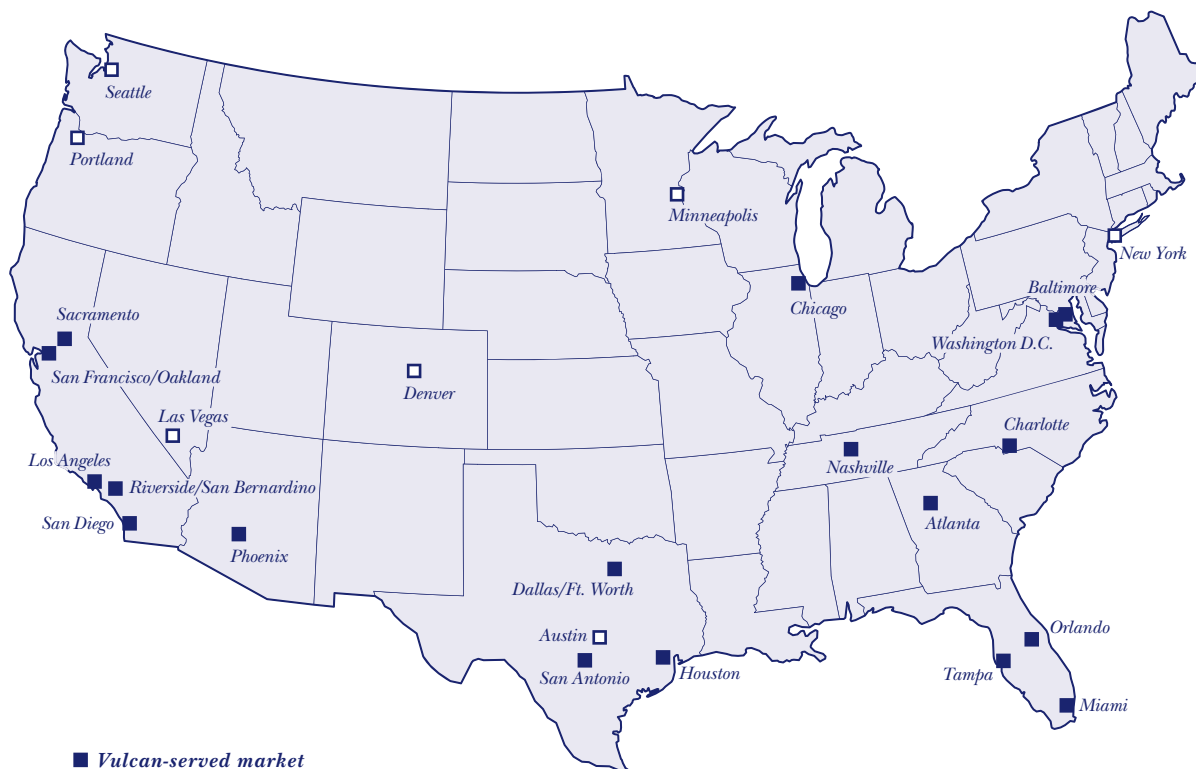 Seattle
Portland
Minneapolis
New York
Baltimore
Chicago
Sacramento
Washington D.C.
San Francisco/Oakland
Denver
Las Vegas
Charlotte
Los Angeles
Nashville
Riverside/San Bernardino
San Diego
Atlanta
Phoenix
Dallas/Ft. Worth
Orlando
Austin
San Antonio
Houston
Tampa
Miami
Vulcan-served market